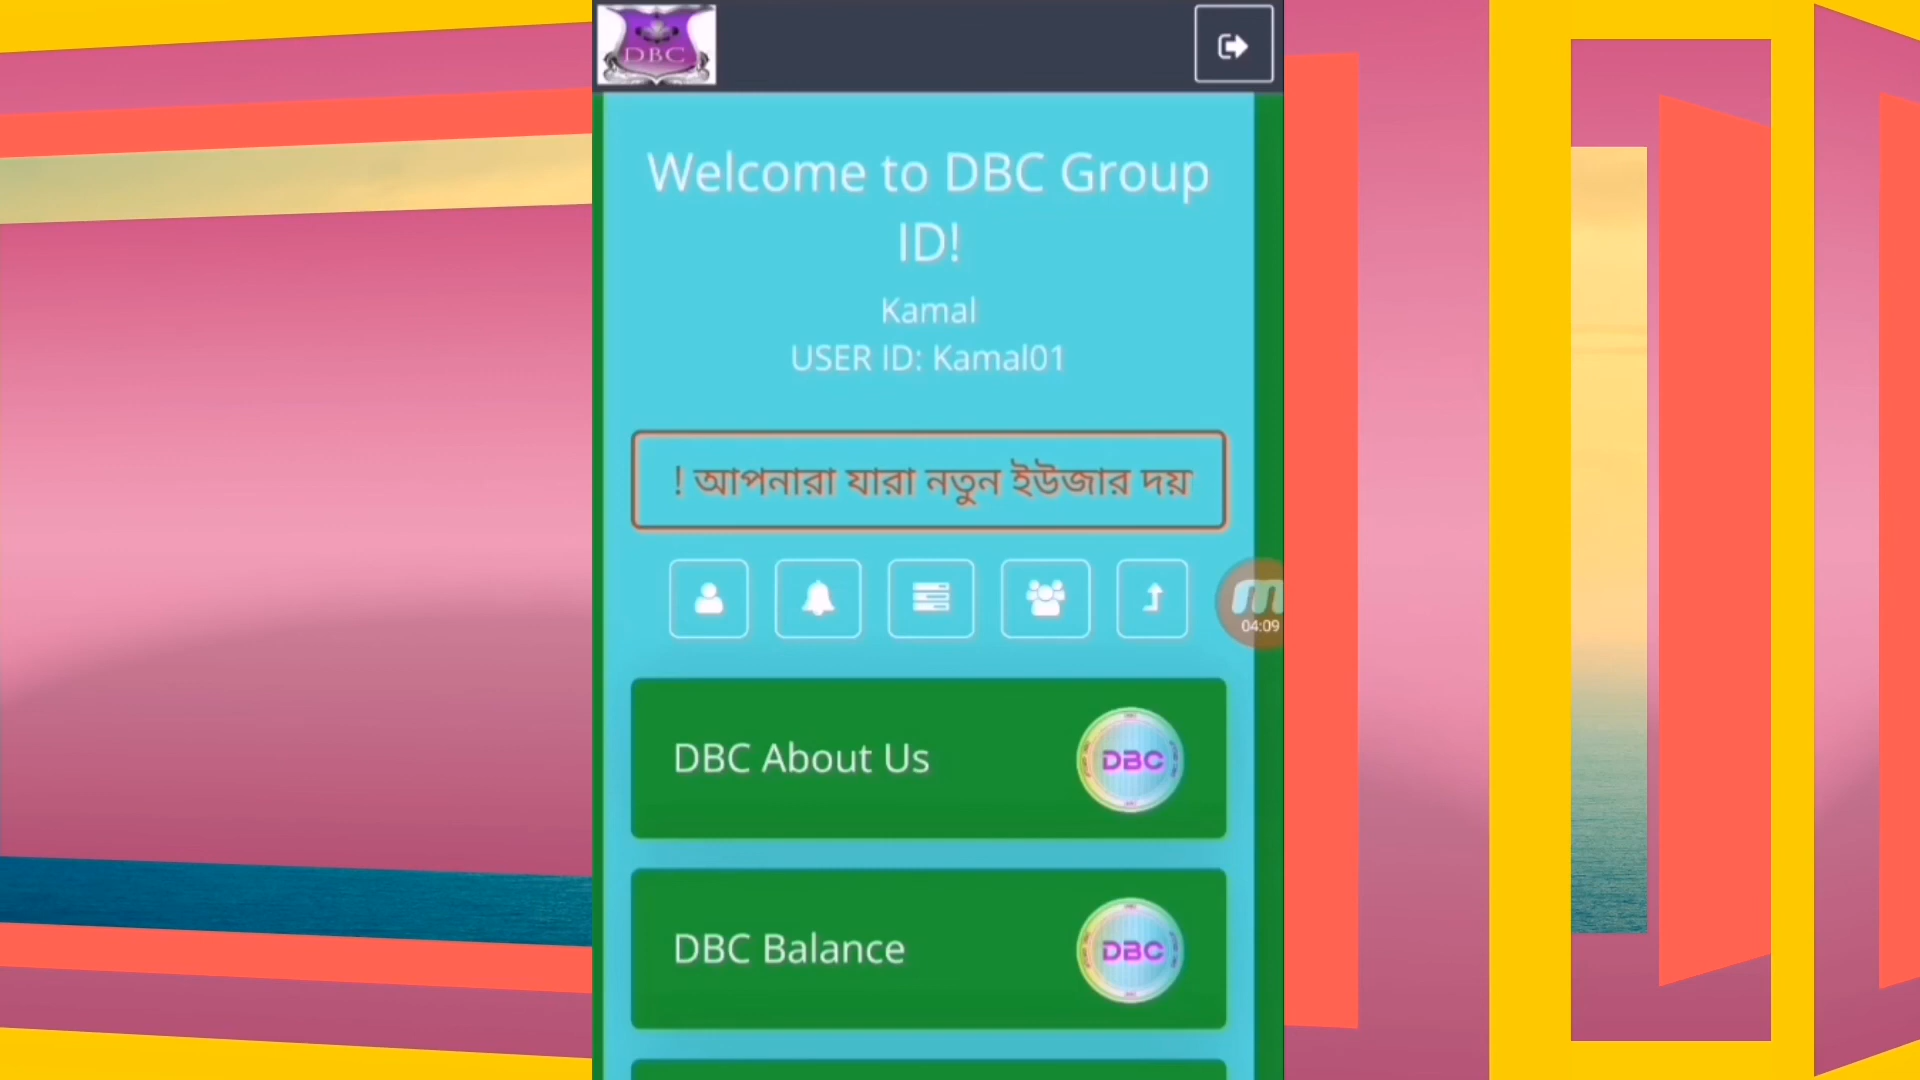 DBC
Welcome to DBC Group
ID!
Kamal
USER ID: Kamal01
! আপনারা যারা নতুন ইউজার দয়
04:09
DBC About Us
DBC
DBC Balance
DBC